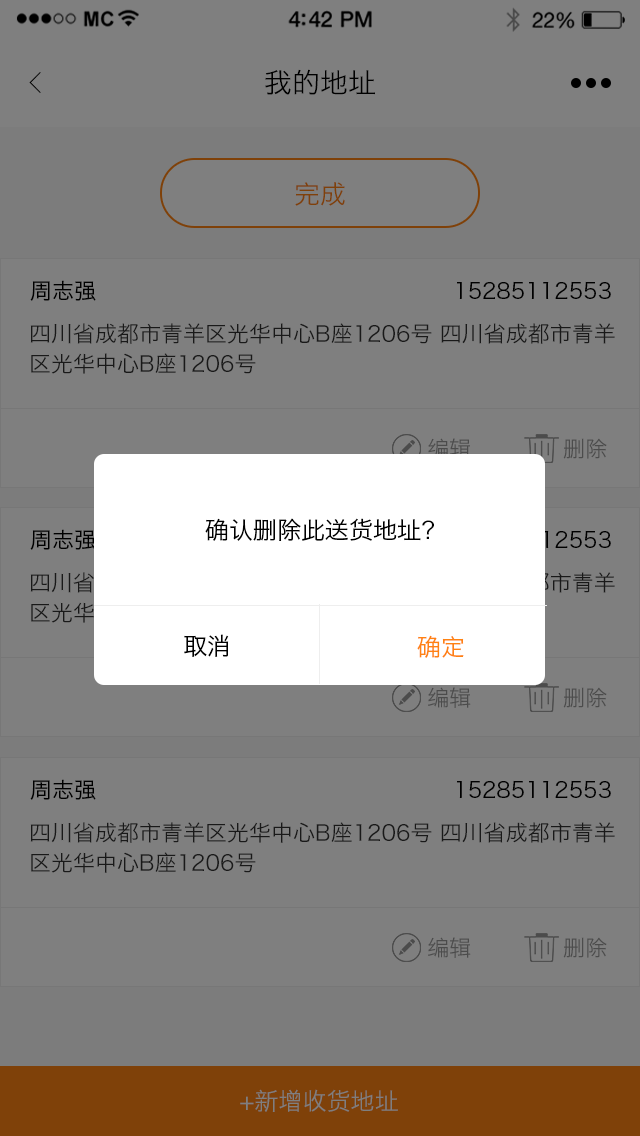 MC 4:42 PM 22%
我的地址
完成
周志强 15285112553
四川省成都市青羊区光华中心B座1206号 四川省成都市青羊
区光华中心B座1206号
编辑 删除
确认删除此送货地址？
取消 确定
周志强 12553
四川省 都市青羊
区光华
编辑 删除
周志强 15285112553
四川省成都市青羊区光华中心B座1206号 四川省成都市青羊
区光华中心B座1206号
编辑 删除
+新增收货地址